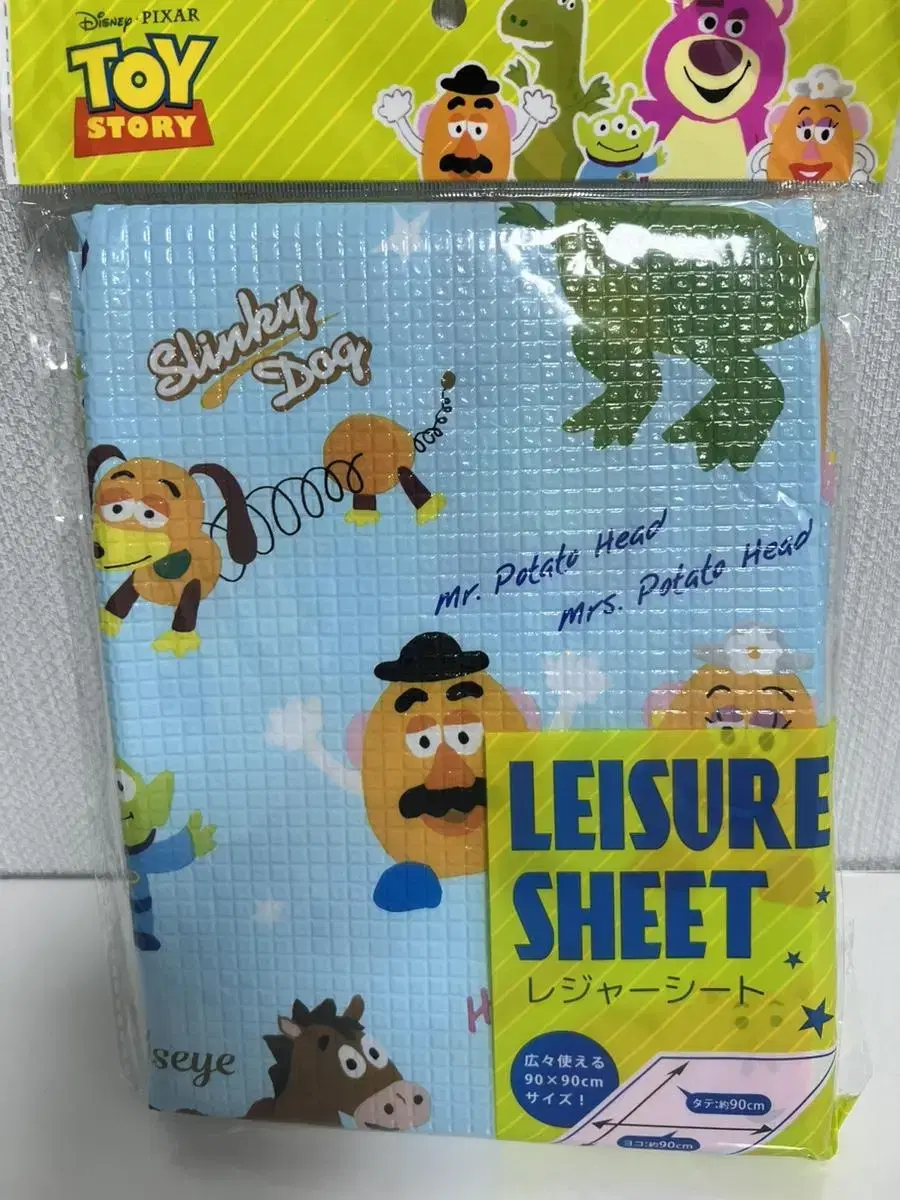 Disney·PIXAR
TOY
STORY
Slinky
Dog
Mr. Potato Head
Mrs. Potato Head
LEISURE
SHEET
レジャーシート
seye
H
広々使える
90×90cm
サイズ!
タテ:約90cm
ヨコ:約90cm